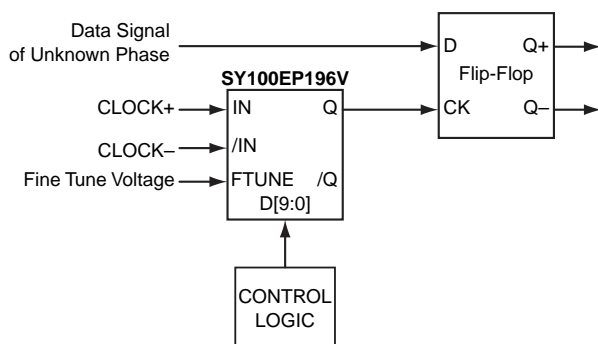 Data Signal
of Unknown Phase
D Q+
Flip-Flop
CK Q–
SY100EP196V
CLOCK+
IN Q
CLOCK–
/IN
Fine Tune Voltage
FTUNE /Q
D[9:0]
CONTROL
LOGIC